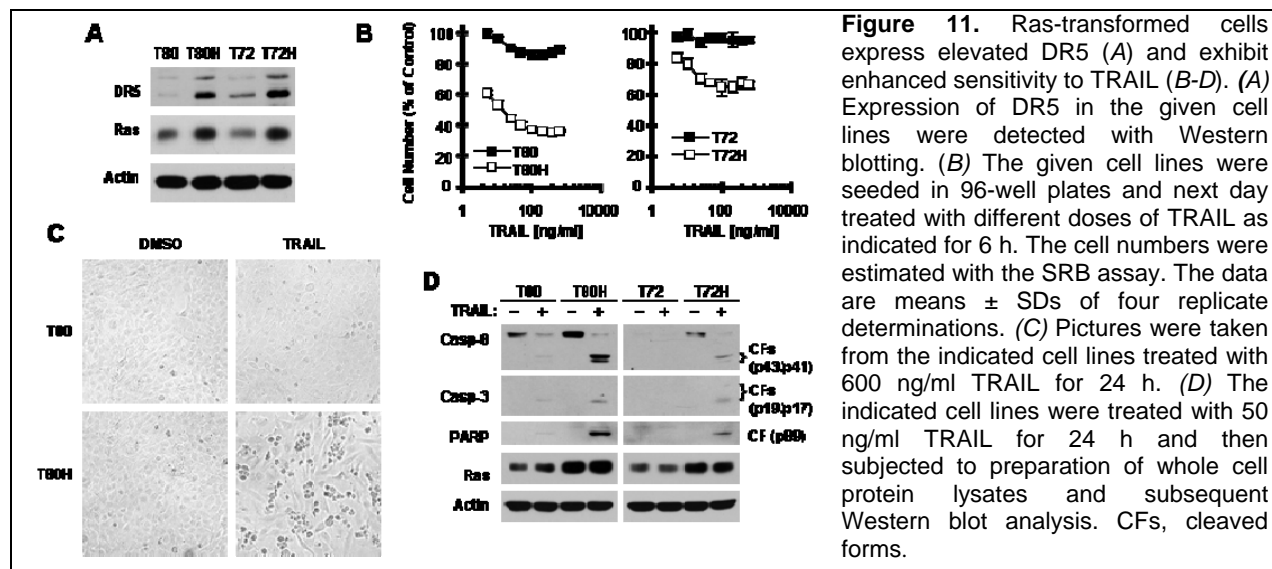 A
T80 T80H T72 T72H
DR5
Ras
Actin
B
Cell Number (% of Control)
100
80
60
40
20
0
T80
T80H
1 100 10000
TRAIL [ng/ml]
100
80
60
40
20
0
T72
T72H
1 100 10000
TRAIL [ng/ml]
C
DMSO TRAIL
T80
T80H
D
T80 T80H T72 T72H
TRAIL: – + – + – + – +
Casp-8
CFs
(p43/p41)
Casp-3
CFs
(p19/p17)
PARP
CF (p89)
Ras
Actin
Figure 11. Ras-transformed cells
express elevated DR5 (A) and exhibit
enhanced sensitivity to TRAIL (B-D). (A)
Expression of DR5 in the given cell
lines were detected with Western
blotting. (B) The given cell lines were
seeded in 96-well plates and next day
treated with different doses of TRAIL as
indicated for 6 h. The cell numbers were
estimated with the SRB assay. The data
are means ± SDs of four replicate
determinations. (C) Pictures were taken
from the indicated cell lines treated with
600 ng/ml TRAIL for 24 h. (D) The
indicated cell lines were treated with 50
ng/ml TRAIL for 24 h and then
subjected to preparation of whole cell
protein lysates and subsequent
Western blot analysis. CFs, cleaved
forms.